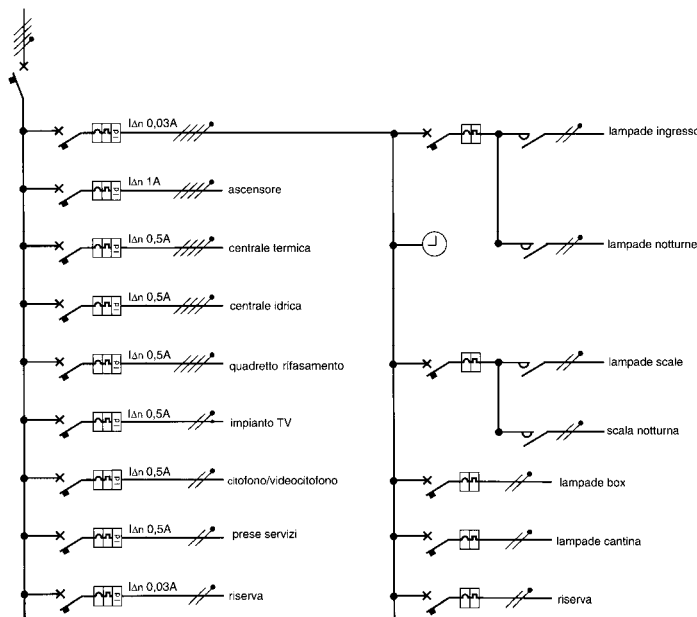 IΔn 0,03A
lampade ingresso
IΔn 1A
ascensore
IΔn 0,5A
centrale termica
lampade notturne
IΔn 0,5A
centrale idrica
IΔn 0,5A
quadretto rifasamento
lampade scale
IΔn 0,5A
impianto TV
scala notturna
IΔn 0,5A
citofono/videocitofono
lampade box
IΔn 0,5A
prese servizi
lampade cantina
IΔn 0,03A
riserva
riserva